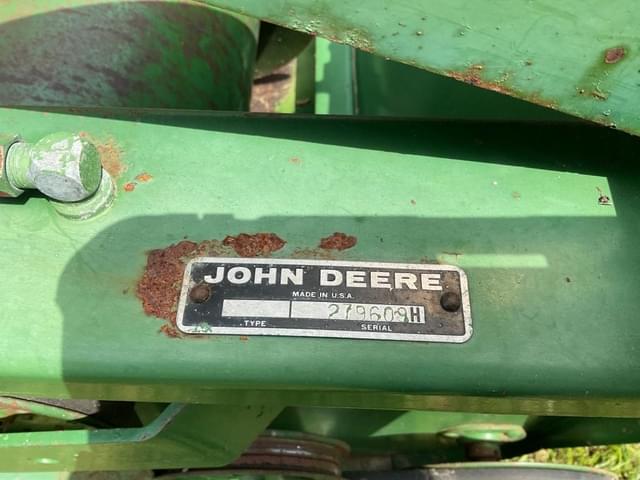 JOHN DEERE
MADE IN U.S.A.
279609H
TYPE SERIAL